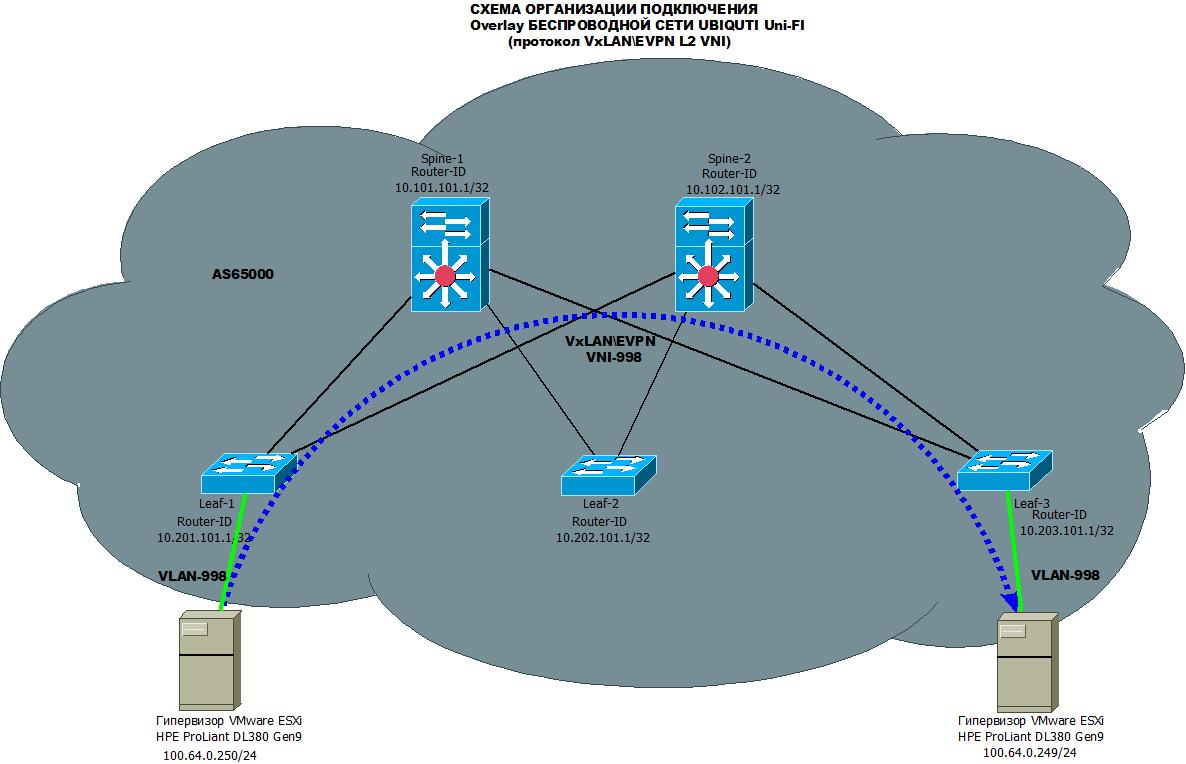 СХЕМА ОРГАНИЗАЦИИ ПОДКЛЮЧЕНИЯ
Overlay БЕСПРОВОДНОЙ СЕТИ UBIQUTI Uni-FI
(протокол VxLAN\EVPN L2 VNI)
Spine-1
Router-ID
10.101.101.1/32
Spine-2
Router-ID
10.102.101.1/32
AS65000
VxLAN\EVPN
VNI-998
Leaf-1
Router-ID
10.201.101.1/32
Leaf-2
Router-ID
10.202.101.1/32
Leaf-3
Router-ID
10.203.101.1/32
VLAN-998
VLAN-998
Гипервизор VMware ESXi
HPE ProLiant DL380 Gen9
100.64.0.250/24
Гипервизор VMware ESXi
HPE ProLiant DL380 Gen9
100.64.0.249/24